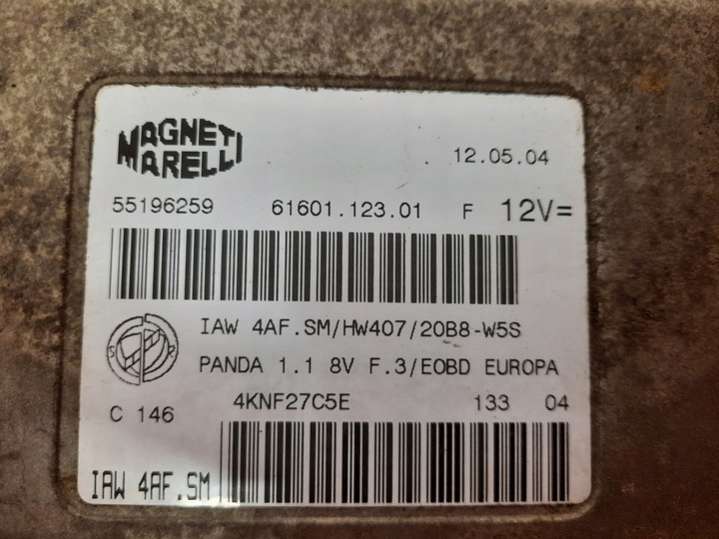 MAGNETI
MARELLI
12.05.04
55196259 61601.123.01 F 12V=
IAW 4AF.SM/HW407/20B8-W5S
PANDA 1.1 8V F.3/EOBD EUROPA
4KNF27C5E 133 04
C 146
IAW 4AF.SM